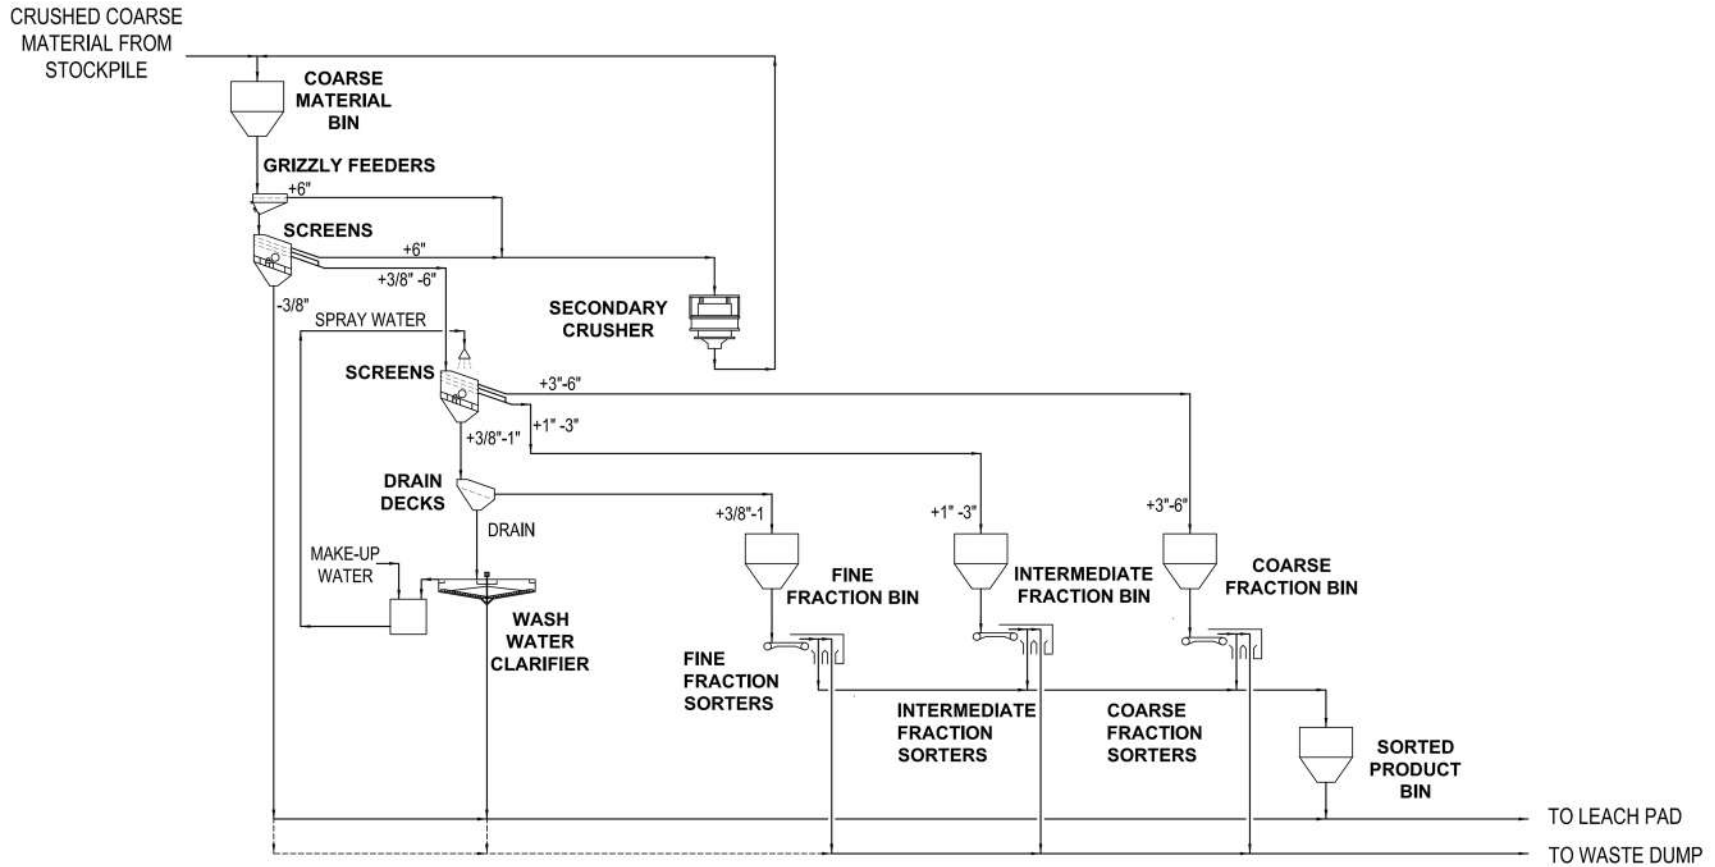 CRUSHED COARSE
MATERIAL FROM
STOCKPILE
COARSE
MATERIAL
BIN
GRIZZLY FEEDERS
+6"
SCREENS
+6"
+3/8" -6"
-3/8"
SPRAY WATER
SECONDARY
CRUSHER
SCREENS
+3"-6"
+1" -3"
+3/8"-1"
DRAIN
DECKS
+3/8"-1
+1" -3"
+3"-6"
DRAIN
MAKE-UP
WATER
WASH
WATER
CLARIFIER
FINE
FRACTION BIN
INTERMEDIATE
FRACTION BIN
COARSE
FRACTION BIN
FINE
FRACTION
SORTERS
INTERMEDIATE
FRACTION
SORTERS
COARSE
FRACTION
SORTERS
SORTED
PRODUCT
BIN
TO LEACH PAD
TO WASTE DUMP